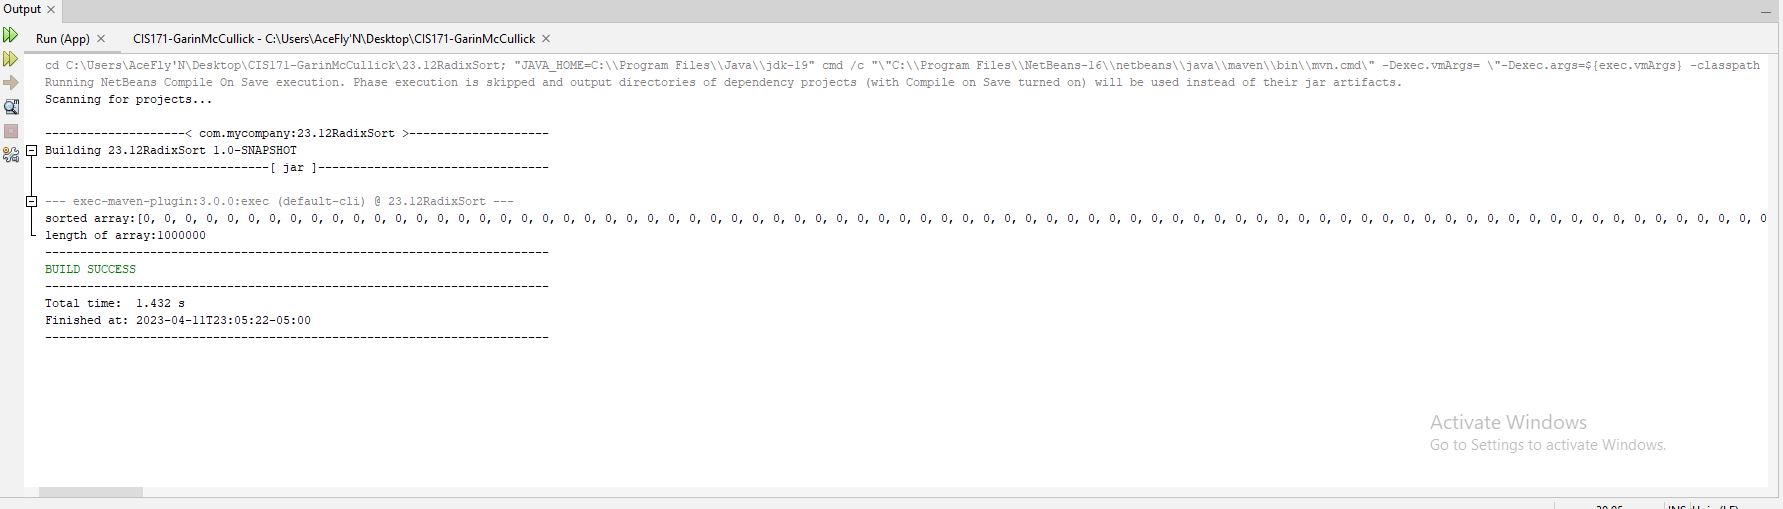 Output
Run (App)
CIS171-GarinMcCullick - C:\Users\AceFly'N\Desktop\CIS171-GarinMcCullick
cd C:\Users\AceFly'N\Desktop\CIS171-GarinMcCullick\23.12RadixSort; "JAVA_HOME=C:\\Program Files\\Java\\jdk-19" cmd /c "\"C:\\Program Files\\NetBeans-16\\netbeans\\java\\maven\\bin\\mvn.cmd\" -Dexec.vmArgs= \"-Dexec.args=${exec.vmArgs} -classpath
Running NetBeans Compile On Save execution. Phase execution is skipped and output directories of dependency projects (with Compile on Save turned on) will be used instead of their jar artifacts.
Scanning for projects...
--------------------< com.mycompany:23.12RadixSort >--------------------
Building 23.12RadixSort 1.0-SNAPSHOT
--------------------------------[ jar ]---------------------------------
--- exec-maven-plugin:3.0.0:exec (default-cli) @ 23.12RadixSort ---
sorted array:[0, 0, 0, 0, 0, 0, 0, 0, 0, 0, 0, 0, 0, 0, 0, 0, 0, 0, 0, 0, 0, 0, 0, 0, 0, 0, 0, 0, 0, 0, 0, 0, 0, 0, 0, 0, 0, 0, 0, 0, 0, 0, 0, 0, 0, 0, 0, 0, 0, 0, 0, 0, 0, 0, 0, 0, 0, 0, 0, 0, 0, 0, 0, 0, 0, 0, 0, 0, 0, 0, 0, 0, 0, 0, 0, 0, 0, 0
length of array:1000000
------------------------------------------------------------------------
BUILD SUCCESS
------------------------------------------------------------------------
Total time:  1.432 s
Finished at: 2023-04-11T23:05:22-05:00
------------------------------------------------------------------------
Activate Windows
Go to Settings to activate Windows.